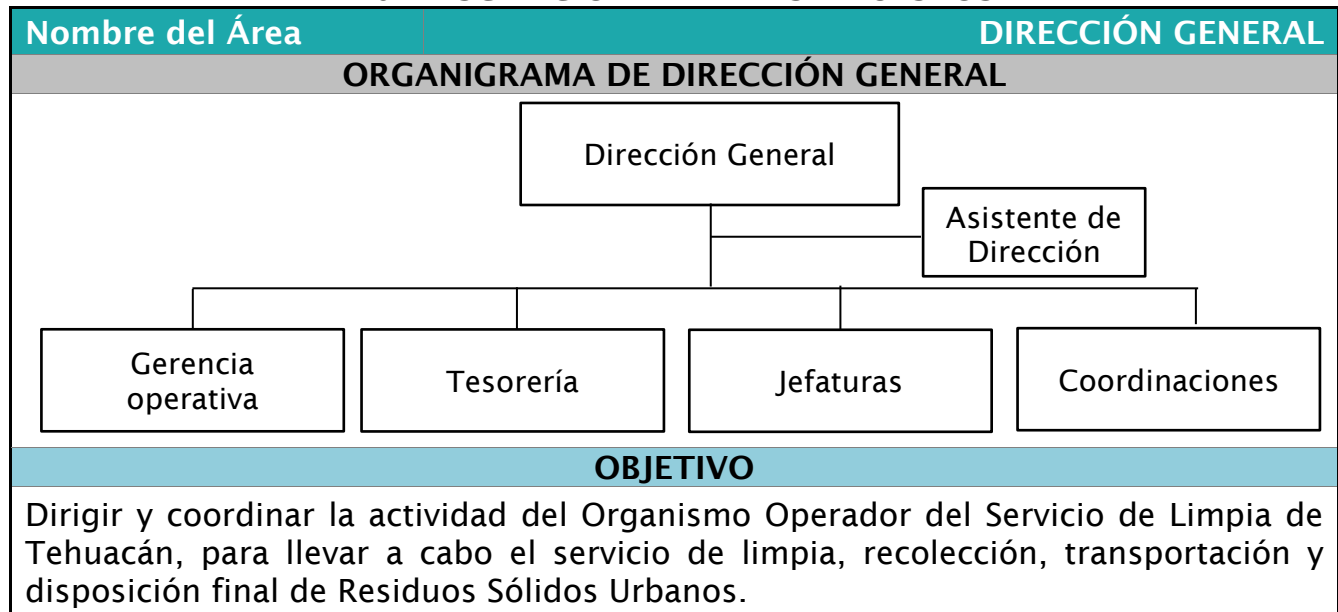 Nombre del Área DIRECCIÓN GENERAL
ORGANIGRAMA DE DIRECCIÓN GENERAL
Dirección General
Asistente de
Dirección
Gerencia
operativa
Tesorería
Jefaturas
Coordinaciones
OBJETIVO
Dirigir y coordinar la actividad del Organismo Operador del Servicio de Limpia de
Tehuacán, para llevar a cabo el servicio de limpia, recolección, transportación y
disposición final de Residuos Sólidos Urbanos.